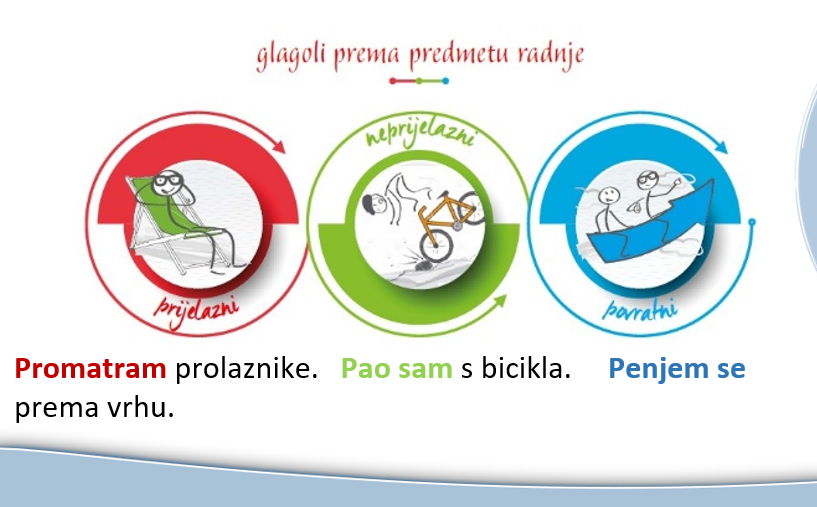 glagoli prema predmetu radnje
prijelazni
neprijelazni
povratni
Promatram prolaznike. Pao sam s bicikla. Penjem se
prema vrhu.